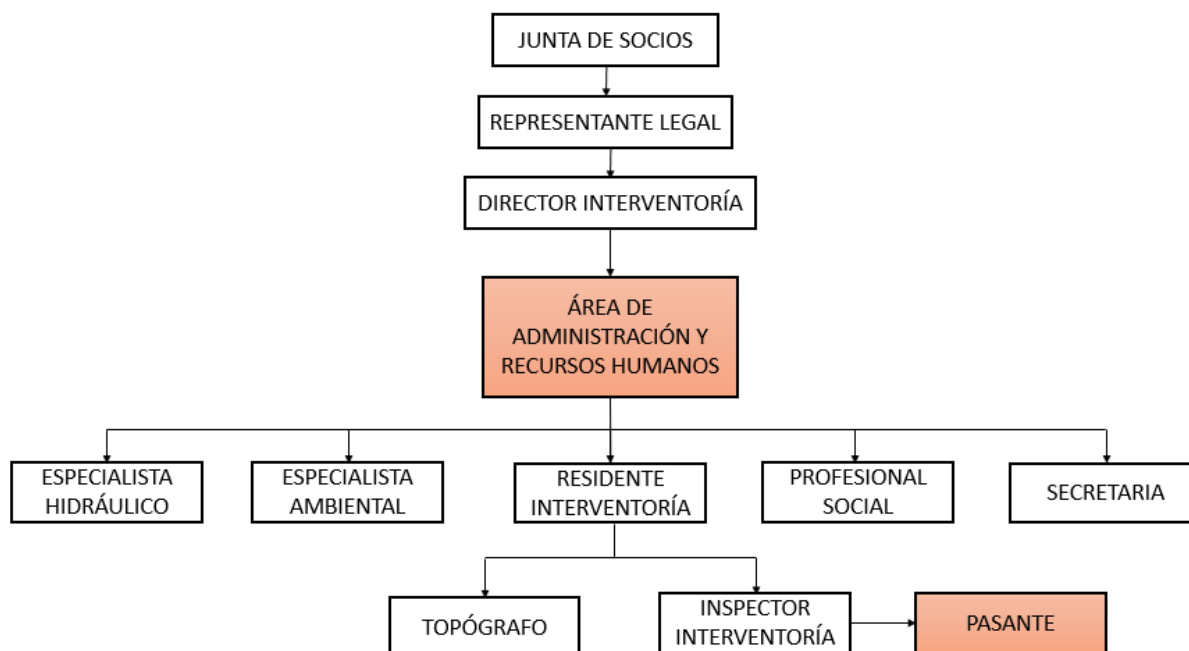 JUNTA DE SOCIOS
REPRESENTANTE LEGAL
DIRECTOR INTERVENTORÍA
ÁREA DE
ADMINISTRACIÓN Y
RECURSOS HUMANOS
ESPECIALISTA
HIDRÁULICO
ESPECIALISTA
AMBIENTAL
RESIDENTE
INTERVENTORÍA
PROFESIONAL
SOCIAL
SECRETARIA
TOPÓGRAFO
INSPECTOR
INTERVENTORÍA
PASANTE